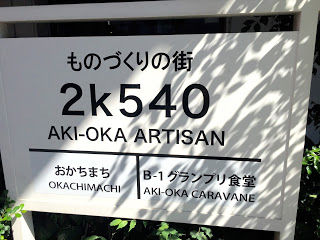 ものづくりの街
2k540
AKI-OKA ARTISAN
おかちまち
OKACHIMACHI
B-1グランプリ食堂
AKI-OKA CARAVANE